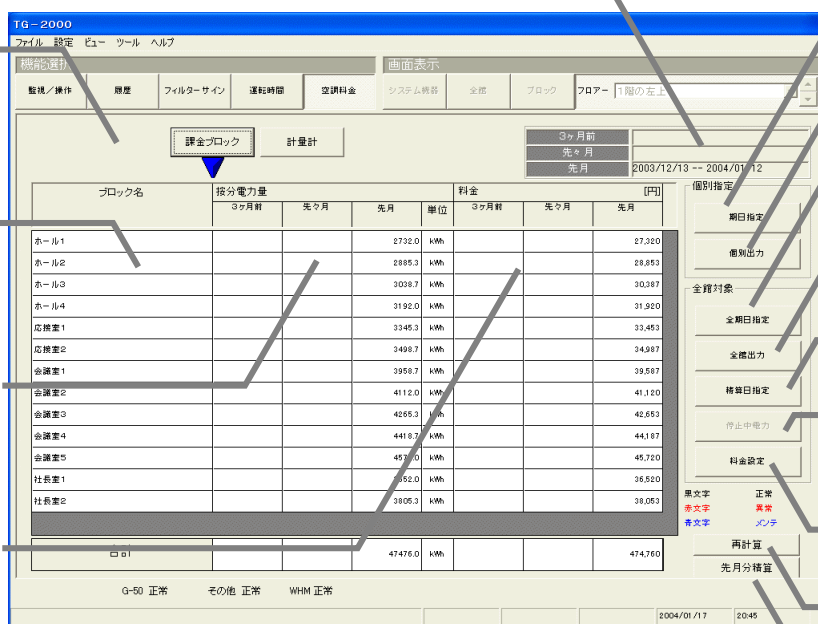 TG-2000
ファイル 設定 ビュー ツール ヘルプ
機能選択 画面表示
監視/操作 履歴 フィルターサイン 運転時間 空調料金 システム機器 全館 ブロック フロアー 1階の左上
課金ブロック 計量計
3ヶ月前
先々月
先月 2003/12/13 -- 2004/01/12
ブロック名 按分電力量 料金 [円]
3ヶ月前 先々月 先月 単位 3ヶ月前 先々月 先月
ホール1 2732.0 kWh 27,320
ホール2 2885.3 kWh 28,853
ホール3 3038.7 kWh 30,387
ホール4 3192.0 kWh 31,920
応接室1 3345.3 kWh 33,453
応接室2 3498.7 kWh 34,987
会議室1 3958.7 kWh 39,587
会議室2 4112.0 kWh 41,120
会議室3 4265.3 kWh 42,653
会議室4 4418.7 kWh 44,187
会議室5 kWh 45,720
社長室1 kWh 36,520
社長室2 3805.3 kWh 38,053
合計 47476.0 kWh 474,760
個別指定
期日指定
個別出力
全館対象
全期日指定
全館出力
精算日指定
停止中電力
料金設定
黒文字 正常
赤文字 異常
青文字 メンテ
再計算
先月分積算
G-50 正常 その他 正常 WHM 正常
2004/01/17 20:45